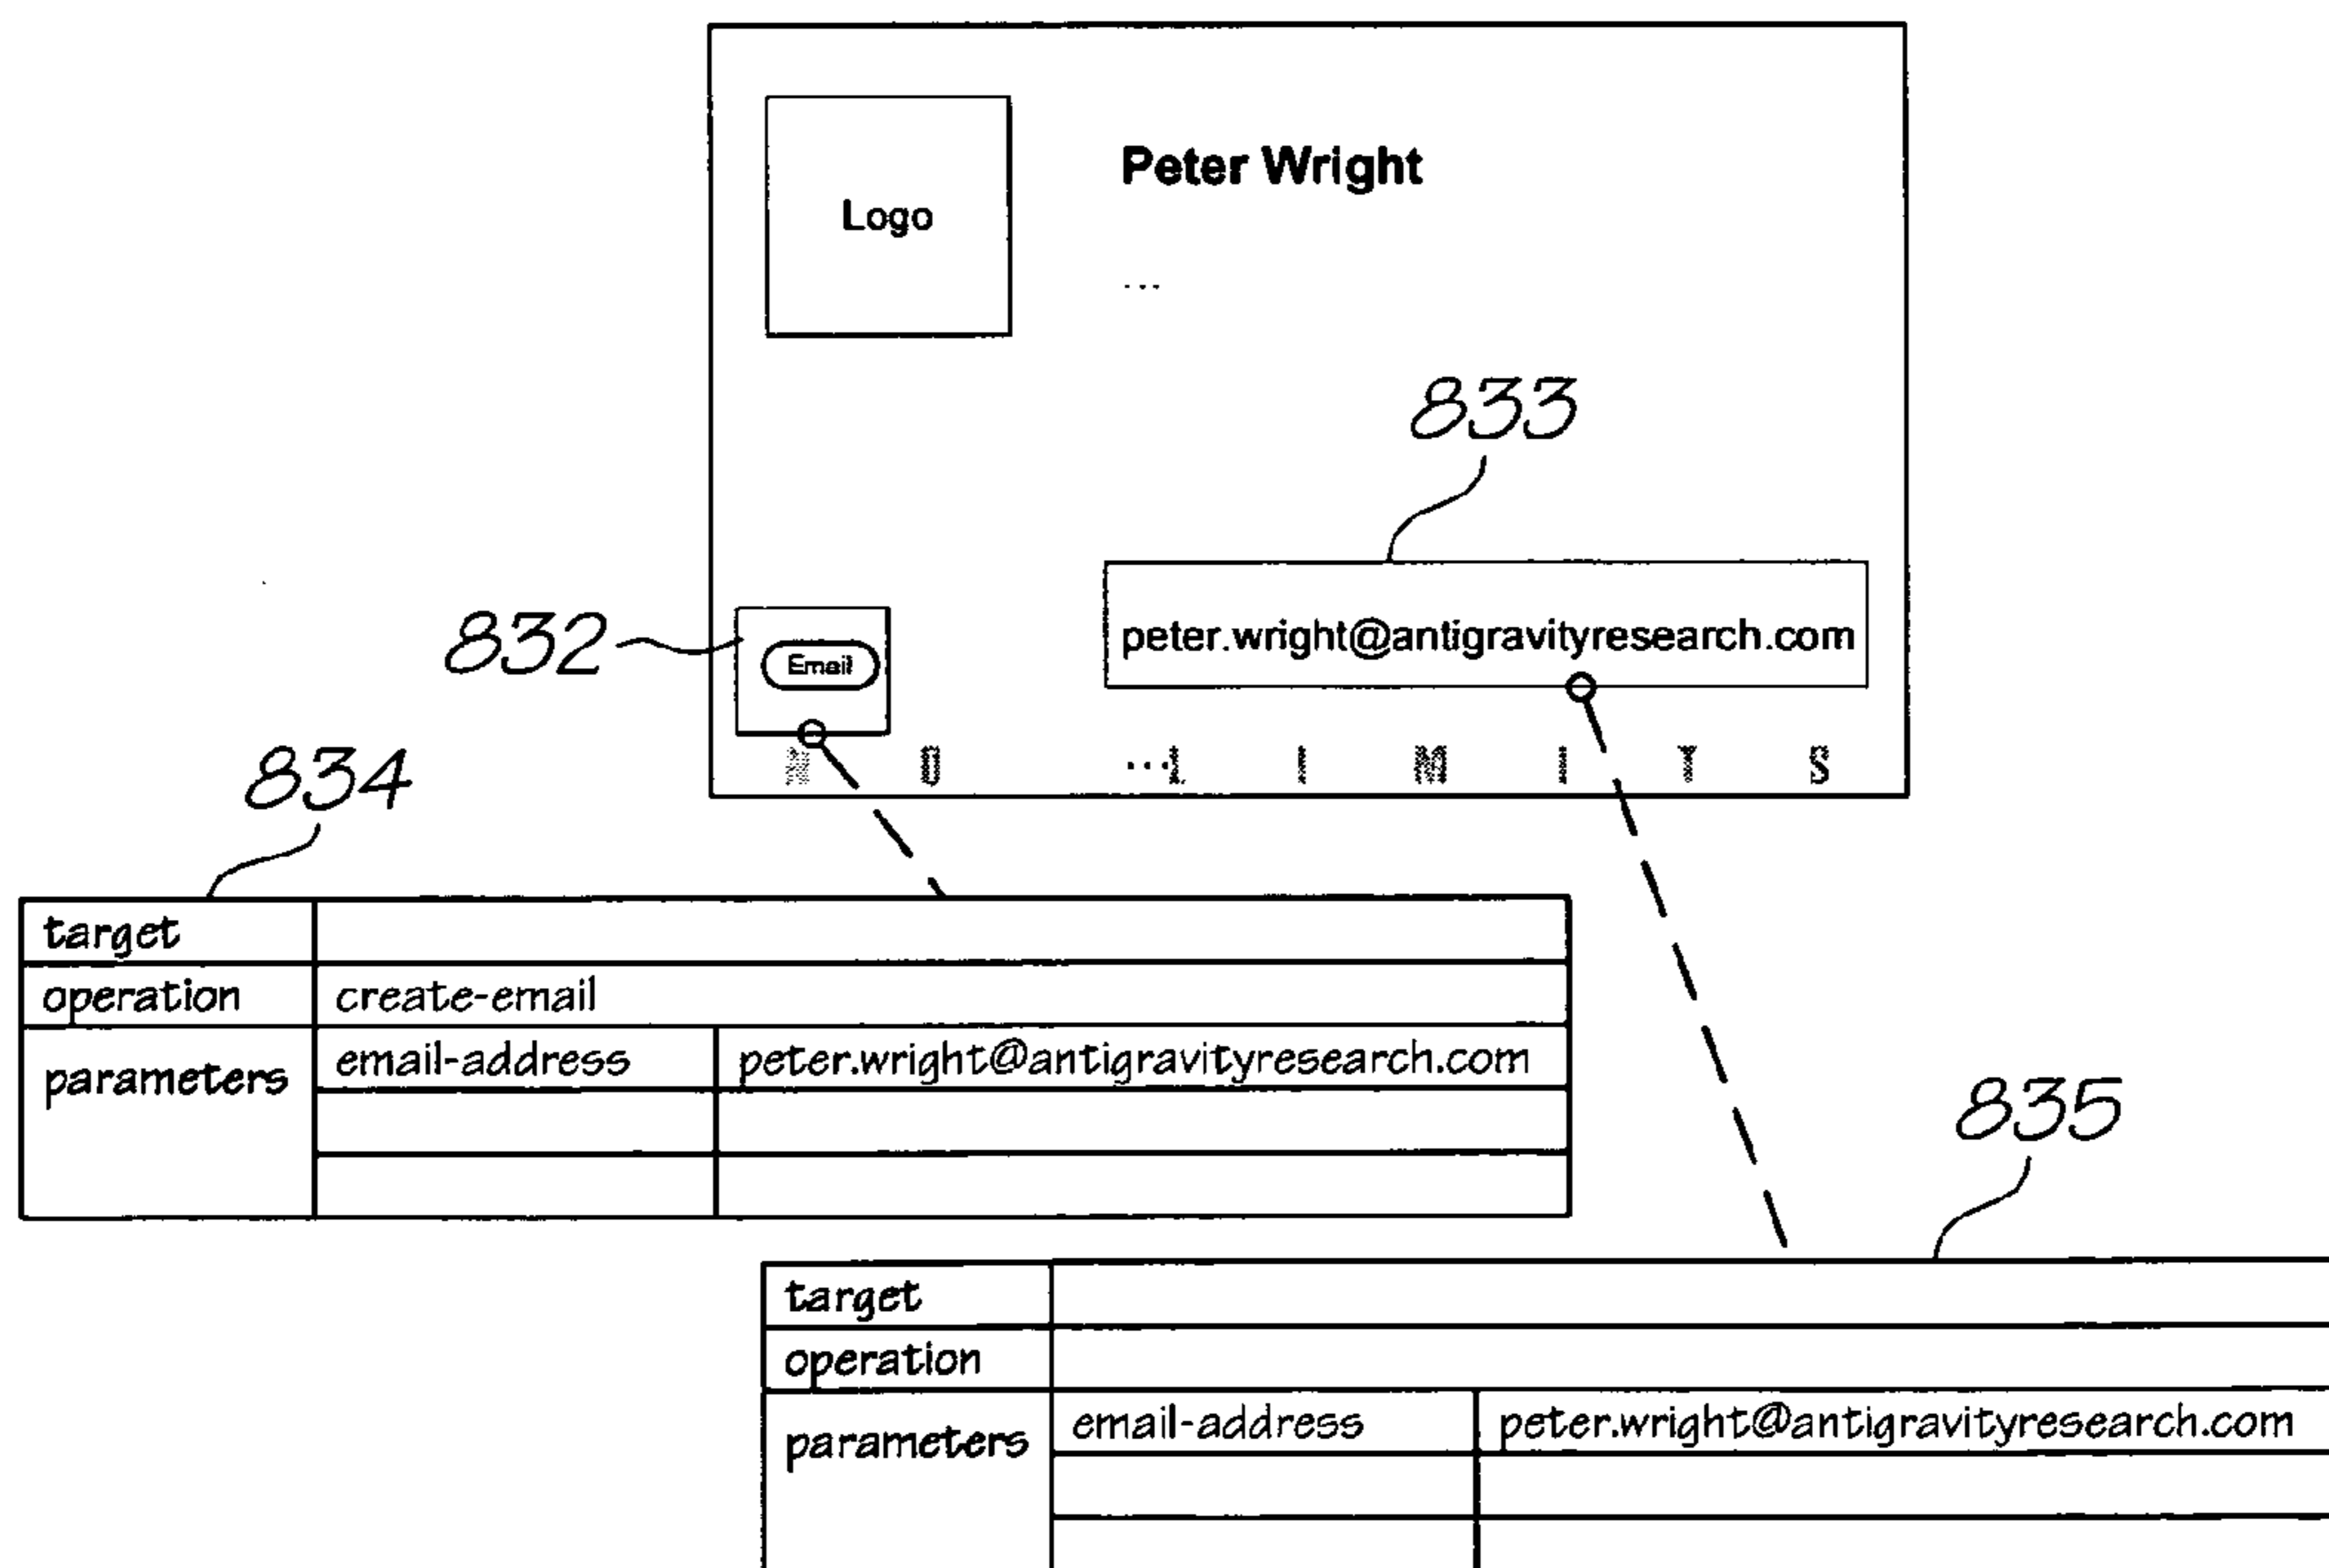 Peter Wright
Logo
...
833
832
Email
peter.wright@antigravityresearch.com
N O ...L I M I T S
834
target
operation create-email
parameters email-address peter.wright@antigravityresearch.com
835
target
operation
parameters email-address peter.wright@antigravityresearch.com